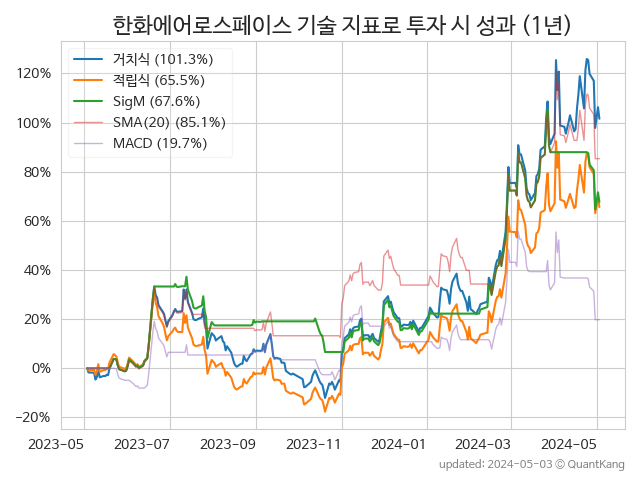 한화에어로스페이스 기술 지표로 투자 시 성과 (1년)
거치식 (101.3%)
적립식 (65.5%)
SigM (67.6%)
SMA(20) (85.1%)
MACD (19.7%)
120%
100%
80%
60%
40%
20%
0%
−20%
2023-05 2023-07 2023-09 2023-11 2024-01 2024-03 2024-05
updated: 2024-05-03 © QuantKang